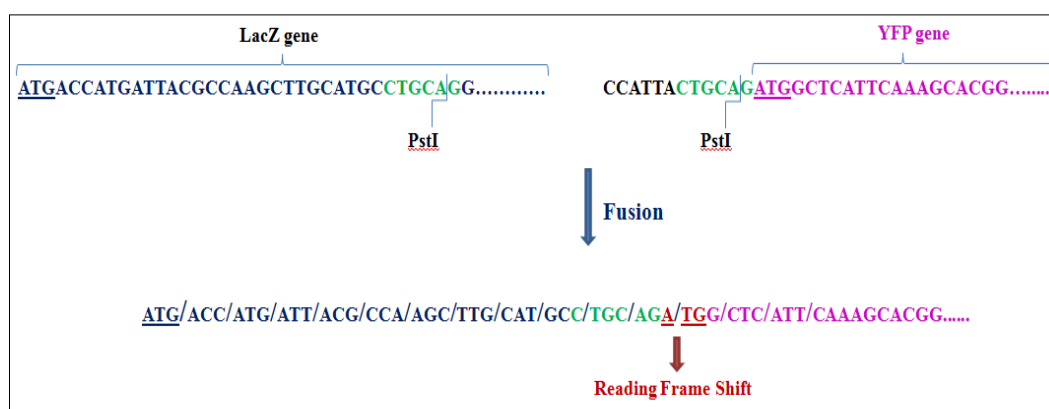 LacZ gene
YFP gene
ATGACCATGATTACGCCAAGCTTGCATGCCTGCAGG............
CCATTACTGCAGATGGCTCATTCAAAGCACGG.........
PstI
PstI
Fusion
ATG/ACC/ATG/ATT/ACG/CCA/AGC/TTG/CAT/GCC/TGC/AGA/TGG/CTC/ATT/CAAAGCACGG......
Reading Frame Shift